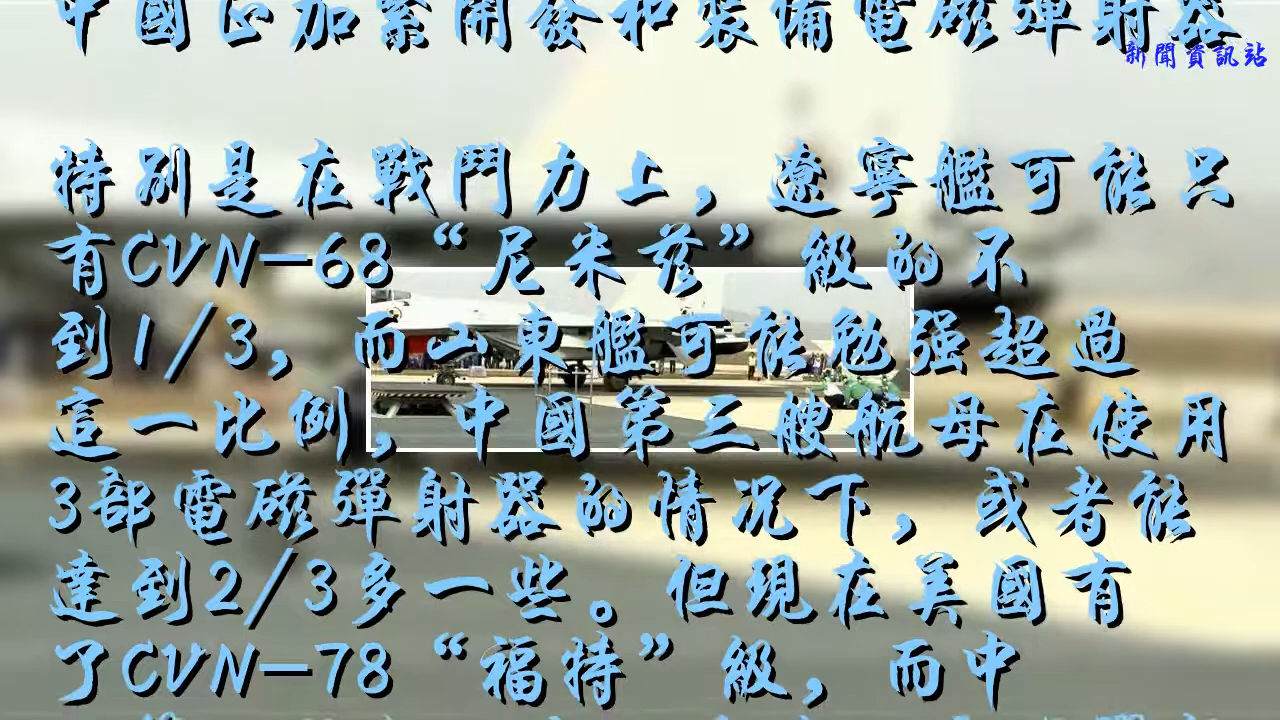 中國正加緊開發和裝備電磁彈射器
新聞資訊站
特別是在戰鬥力上，遼寧艦可能只
有CVN-68“尼米茲”級的不
到1/3，而山東艦可能勉强超過
這一比例，中國第三艘航母在使用
3部電磁彈射器的情况下，或者能
達到2/3多一些。但現在美國有
了CVN-78“福特”級，而中